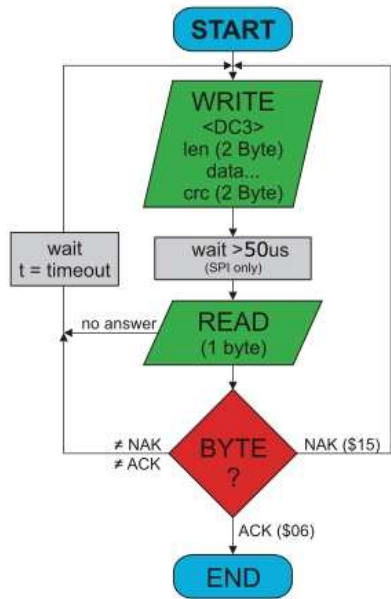 START
WRITE
<DC3>
len (2 Byte)
data...
crc (2 Byte)
wait
t = timeout
wait >50us
(SPI only)
no answer
READ
(1 byte)
≠ NAK
≠ ACK
BYTE
?
NAK ($15)
ACK ($06)
END